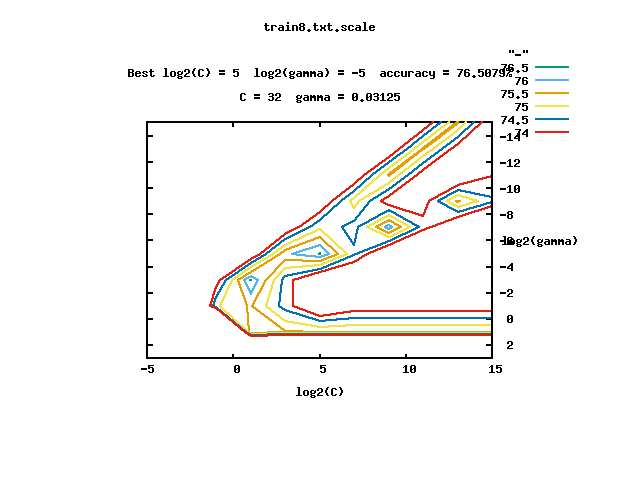 train8.txt.scale
"-"
76.5
Best log2(C) = 5  log2(gamma) = -5  accuracy = 76.5079%
76
75.5
C = 32  gamma = 0.03125
75
74.5
74
-14
-12
-10
-8
-6
log2(gamma)
-4
-2
0
2
-5 0 5 10 15
log2(C)